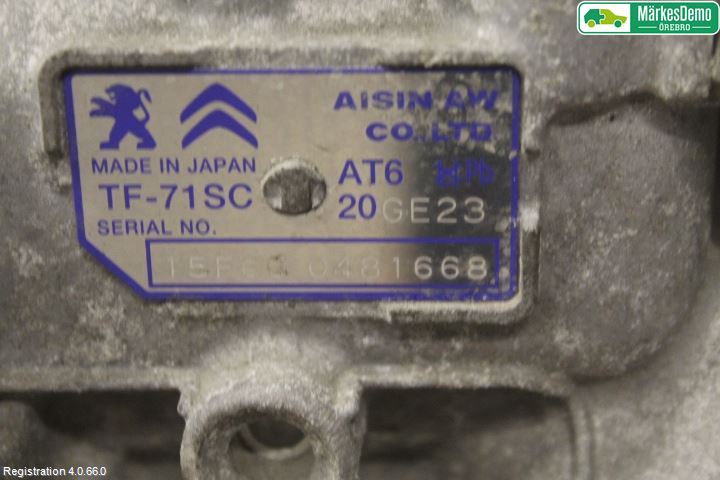 MärkesDemo
ÖREBRO
AISIN AW
CO., LTD
MADE IN JAPAN
AT6 Pb
TF-71SC
20GE23
SERIAL NO.
0481668
Registration 4.0.66.0